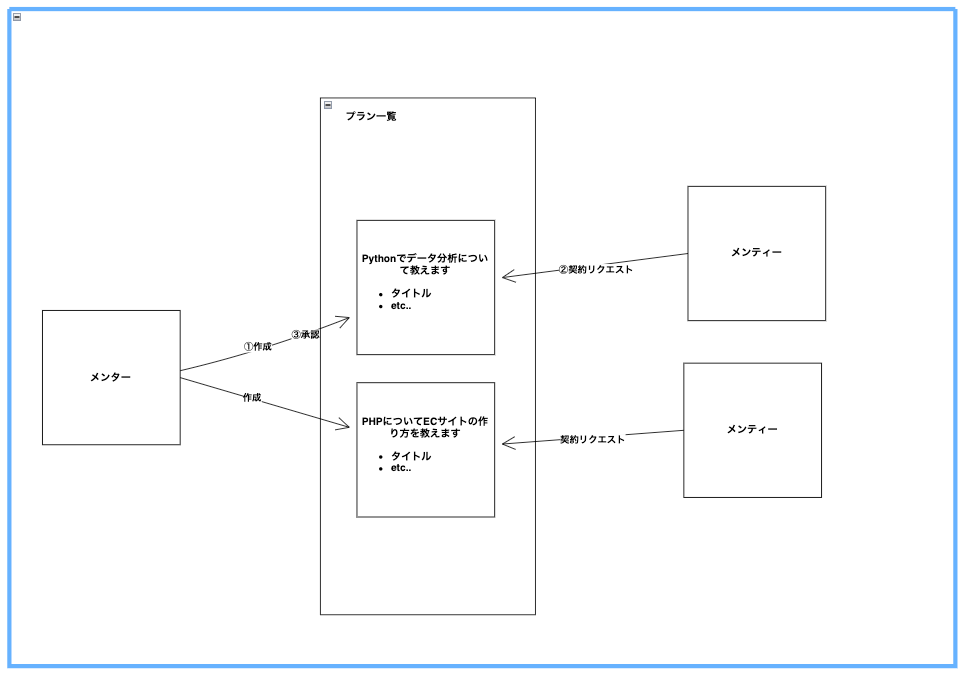 プラン一覧
Pythonでデータ分析につい
て教えます
• タイトル
• etc..
②契約リクエスト
メンティー
メンター
①作成
③承認
作成
PHPについてECサイトの作
り方を教えます
• タイトル
• etc..
契約リクエスト
メンティー